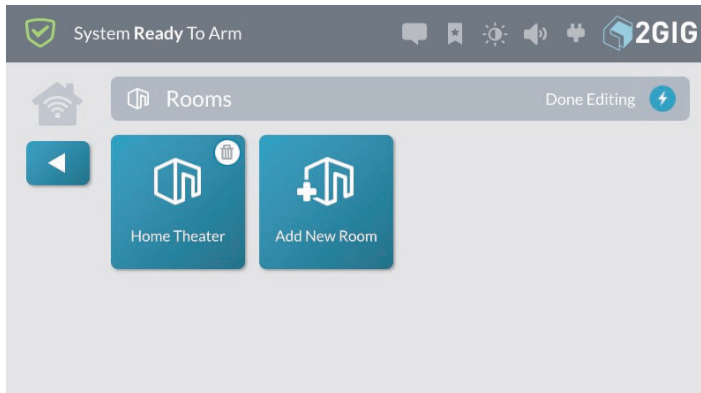 System Ready To Arm
2GIG
Rooms
Done Editing
Home Theater
Add New Room